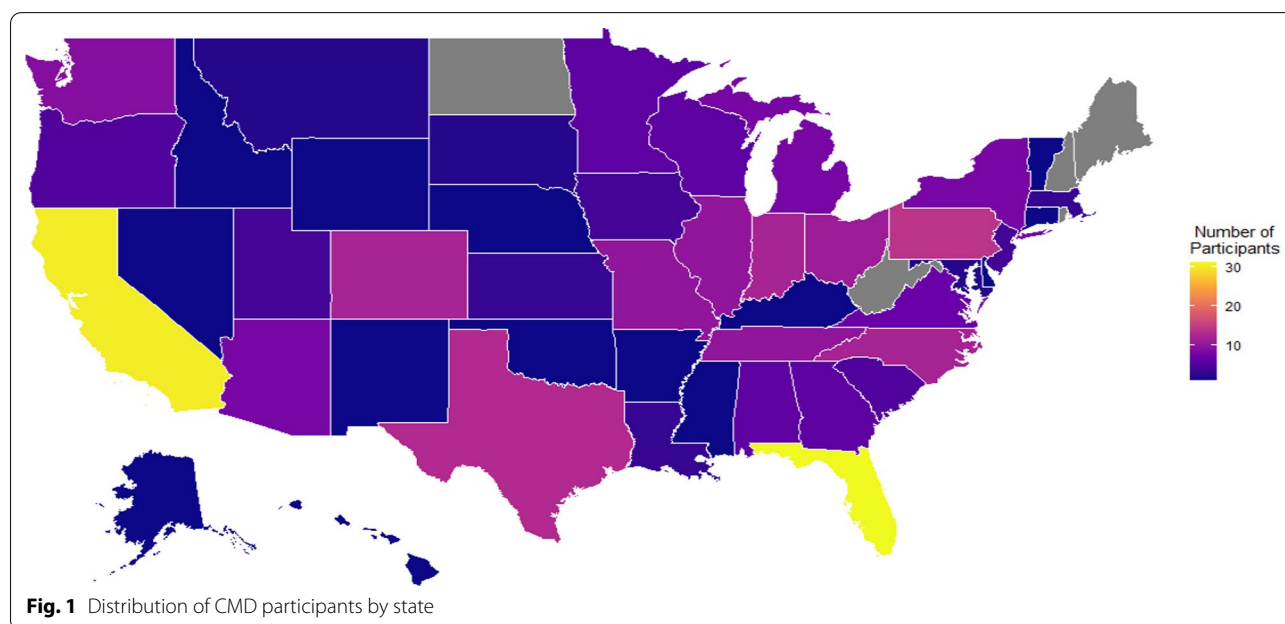 Number of
Participants
30
20
10
Fig. 1 Distribution of CMD participants by state